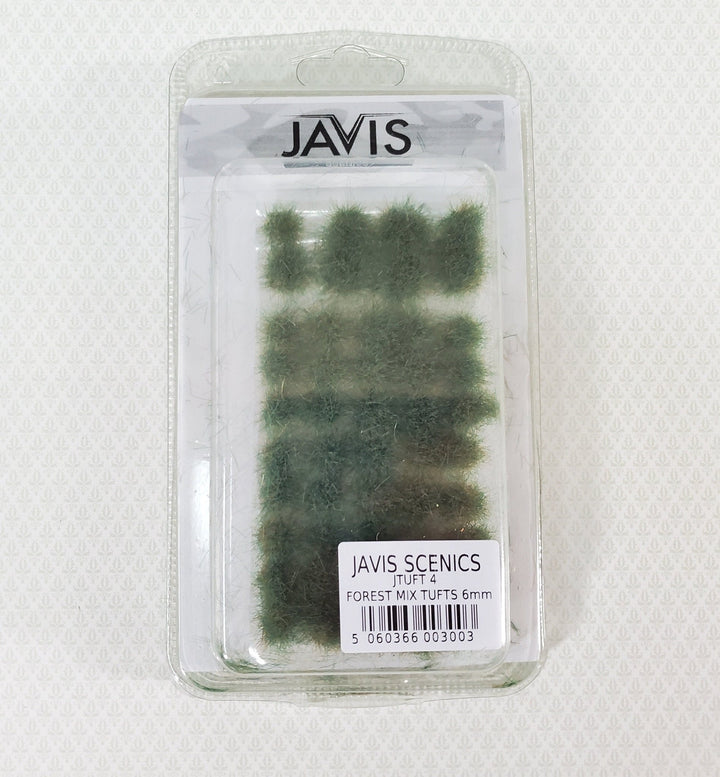 JAVIS
JAVIS SCENICS
JTUFT 4
FOREST MIX TUFTS 6mm
5 060366 003003